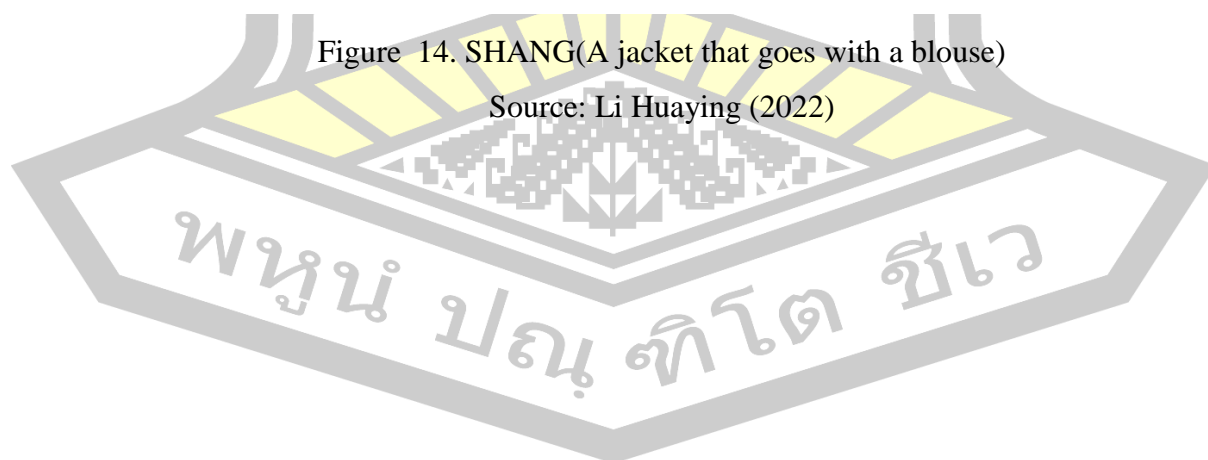 Figure 14. SHANG(A jacket that goes with a blouse)
Source: Li Huaying (2022)
พหูนํ ปณฺฑิโต ชีเว